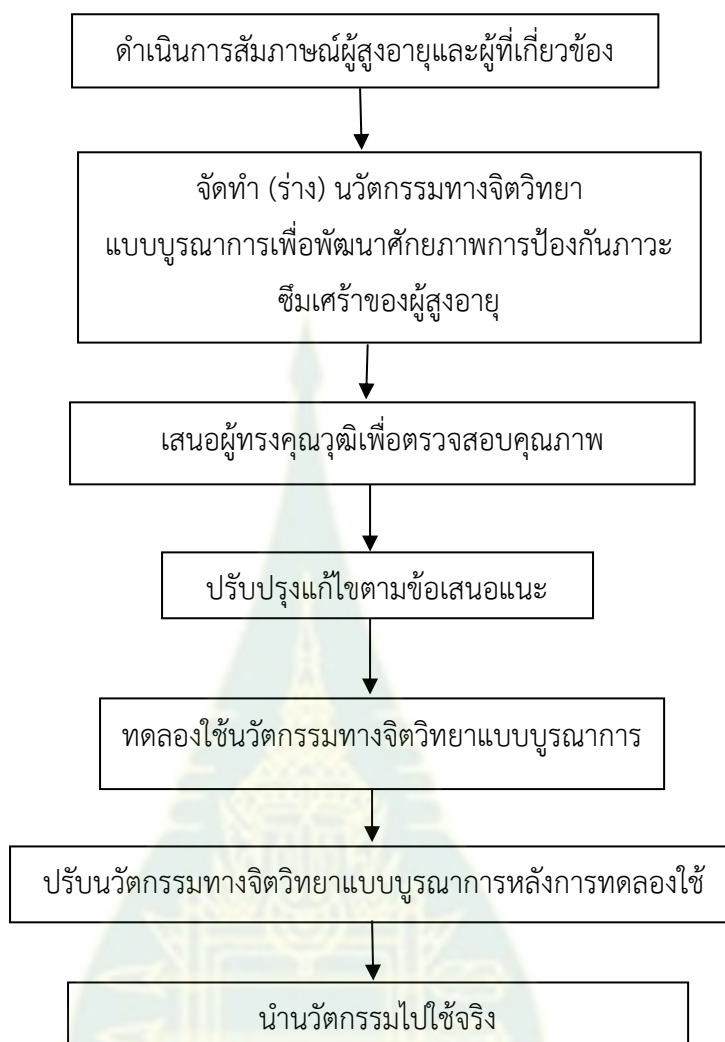 ดำเนินการสัมภาษณ์ผู้สูงอายุและผู้ที่เกี่ยวข้อง
จัดทำ (ร่าง) นวัตกรรมทางจิตวิทยา
แบบบูรณาการเพื่อพัฒนาศักยภาพการป้องกันภาวะ
ซึมเศร้าของผู้สูงอายุ
เสนอผู้ทรงคุณวุฒิเพื่อตรวจสอบคุณภาพ
ปรับปรุงแก้ไขตามข้อเสนอแนะ
ทดลองใช้นวัตกรรมทางจิตวิทยาแบบบูรณาการ
ปรับนวัตกรรมทางจิตวิทยาแบบบูรณาการหลังการทดลองใช้
นำนวัตกรรมไปใช้จริง